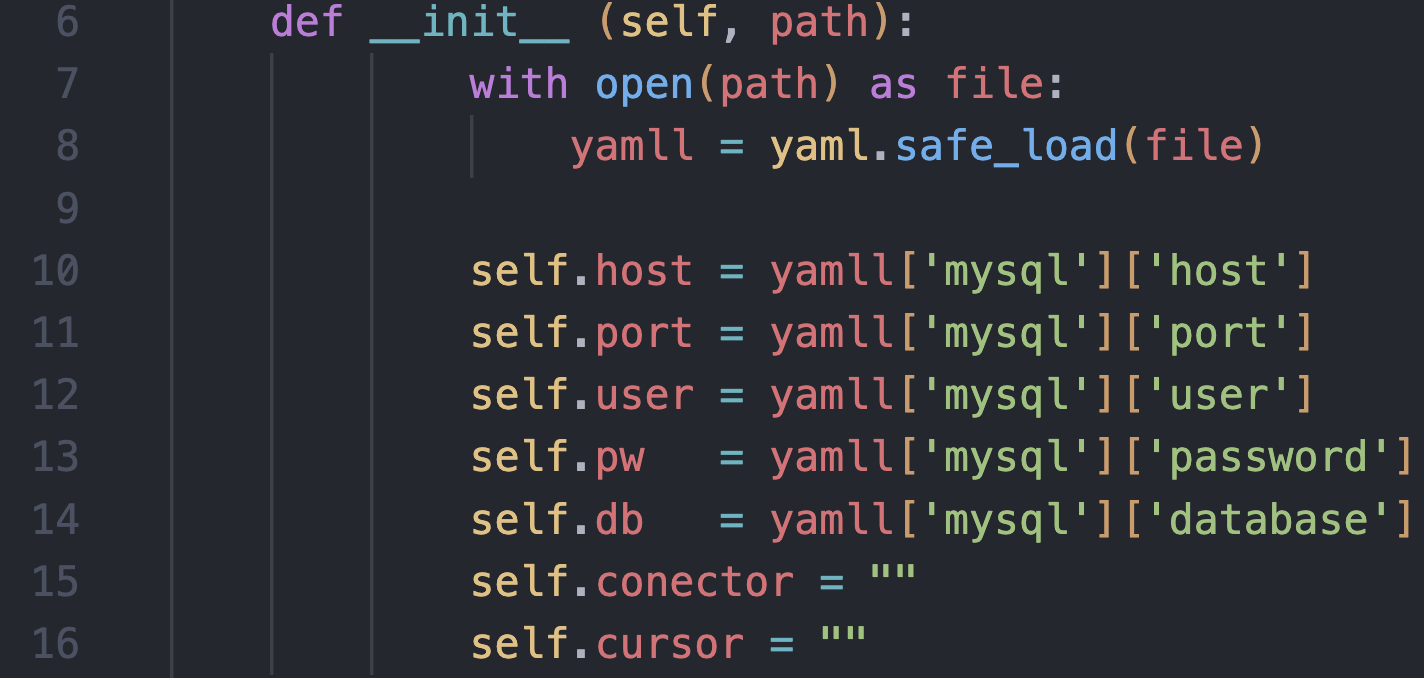 6 def __init__ (self, path):
7 with open(path) as file:
8 yamll = yaml.safe_load(file)
9
10 self.host = yamll['mysql']['host']
11 self.port = yamll['mysql']['port']
12 self.user = yamll['mysql']['user']
13 self.pw   = yamll['mysql']['password']
14 self.db   = yamll['mysql']['database']
15 self.conector = ""
16 self.cursor = ""